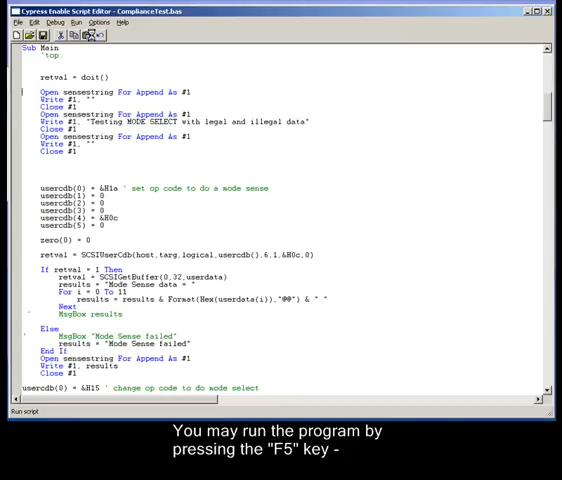 Cypress Enable Script Editor - ComplianceTest.bas
File Edit Debug Run Options Help
Sub Main
'top:
retval = doit()
Open sensestring For Append As #1
Write #1, ""
Close #1
Open sensestring For Append As #1
Write #1, "Testing MODE SELECT with legal and illegal data"
Close #1
Open sensestring For Append As #1
Write #1, ""
Close #1
usercdb(0) = &H1a ' set op code to do a mode sense
usercdb(1) = 0
usercdb(2) = 0
usercdb(3) = 0
usercdb(4) = &H0c
usercdb(5) = 0
zero(0) = 0
retval = SCSIUserCdb(host,targ,logical,usercdb(),6,1,&H0c,0)
If retval = 1 Then
retval = SCSIGetBuffer(0,32,userdata)
results = "Mode Sense data = "
For i = 0 To 11
results = results & Format(Hex(userdata(i)),"@@") & " "
Next
' MsgBox results
Else
' MsgBox "Mode Sense failed"
results = "Mode Sense failed"
End If
Open sensestring For Append As #1
Write #1, results
Close #1
usercdb(0) = &H15 ' change op code to do mode select
Run script
You may run the program by
pressing the "F5" key -